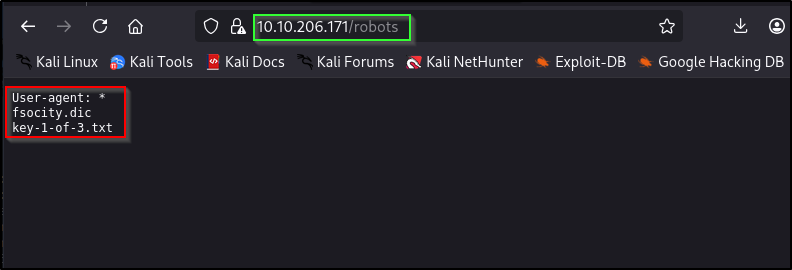 10.10.206.171/robots
Kali Linux Kali Tools Kali Docs Kali Forums Kali NetHunter Exploit-DB Google Hacking DB
User-agent: *
fsocity.dic
key-1-of-3.txt